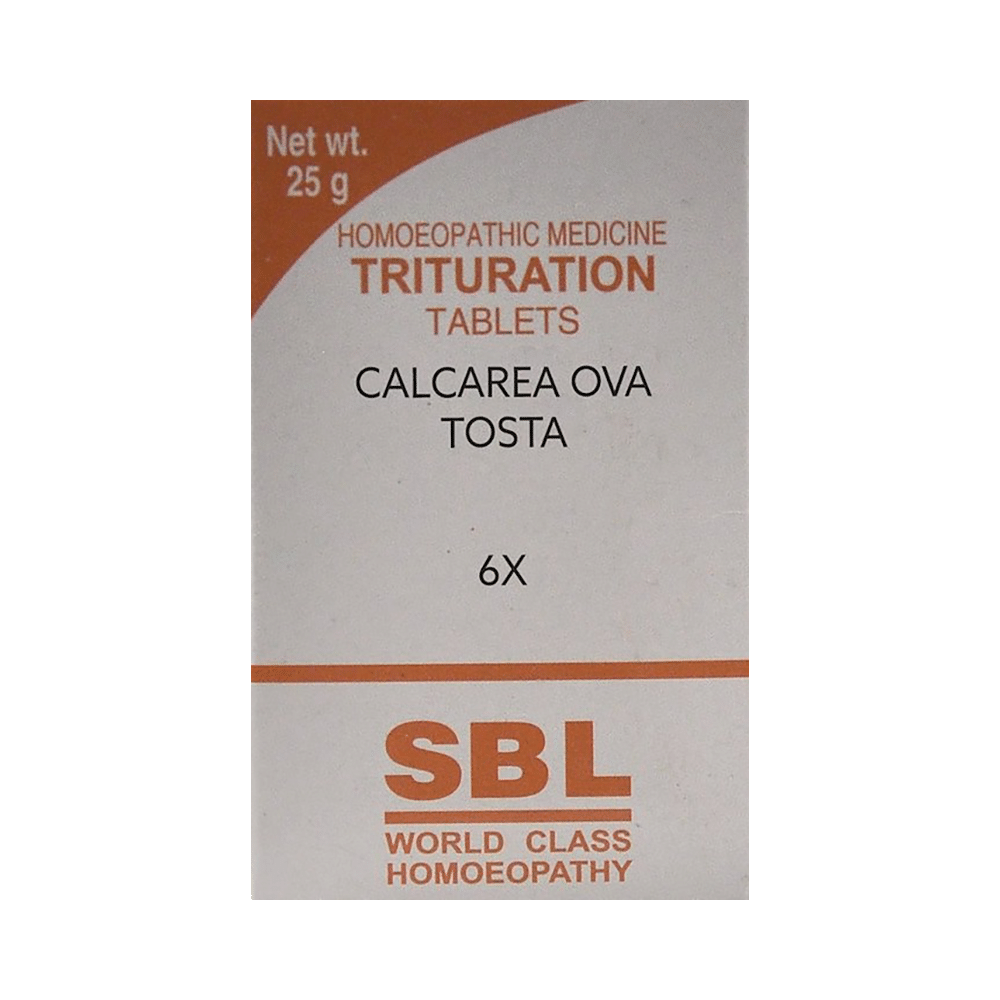 Net wt.
25 g
HOMOEOPATHIC MEDICINE
TRITURATION
TABLETS
CALCAREA OVA
TOSTA
6X
SBL
WORLD CLASS
HOMOEOPATHY